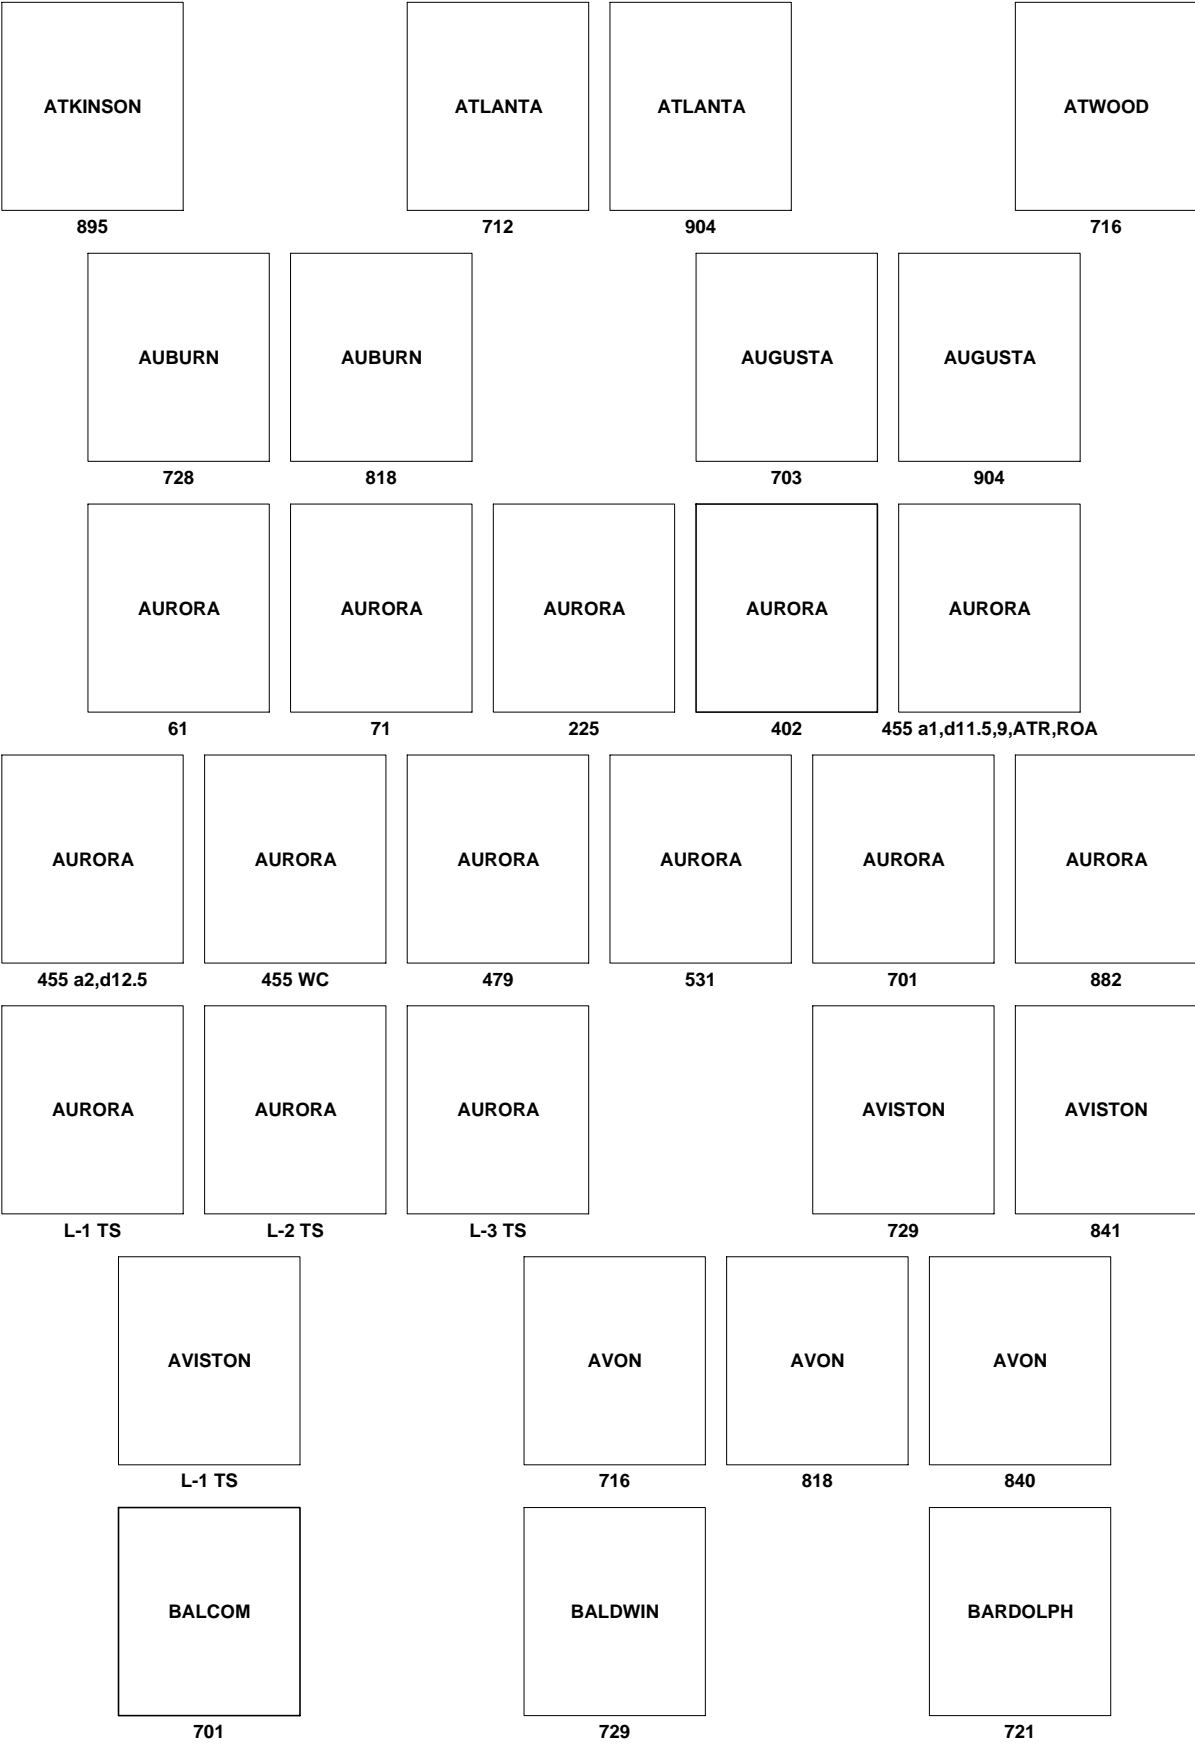 ATKINSON ATLANTA ATLANTA ATWOOD
895 712 904 716
AUBURN AUBURN AUGUSTA AUGUSTA
728 818 703 904
AURORA AURORA AURORA AURORA AURORA
61 71 225 402 455 a1,d11.5,9,ATR,ROA
AURORA AURORA AURORA AURORA AURORA AURORA
455 a2,d12.5 455 WC 479 531 701 882
AURORA AURORA AURORA AVISTON AVISTON
L-1 TS L-2 TS L-3 TS 729 841
AVISTON AVON AVON AVON
L-1 TS 716 818 840
BALCOM BALDWIN BARDOLPH
701 729 721